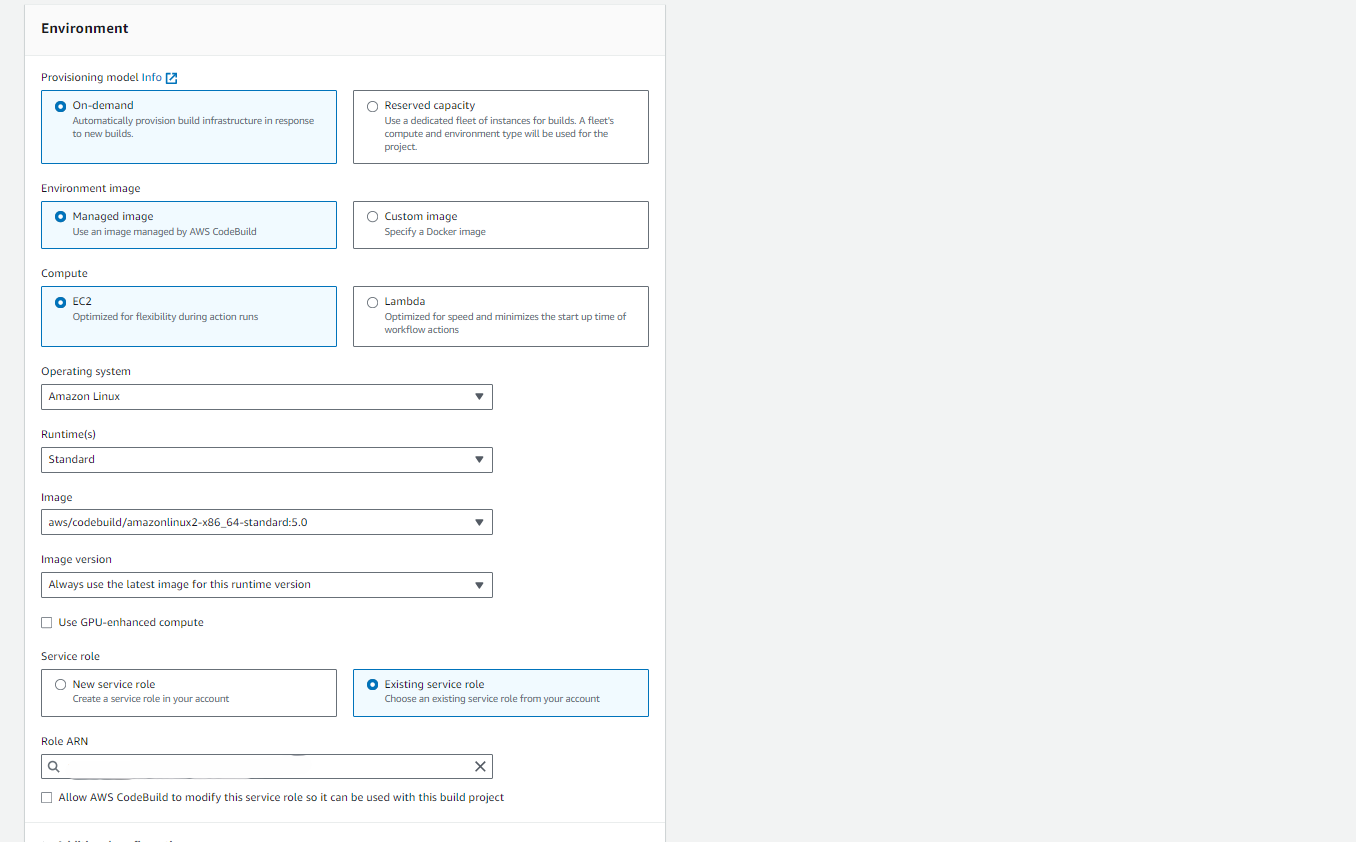 Environment
Provisioning model Info
On-demand
Automatically provision build infrastructure in response
to new builds.
Reserved capacity
Use a dedicated fleet of instances for builds. A fleet's
compute and environment type will be used for the
project.
Environment image
Managed image
Use an image managed by AWS CodeBuild
Custom image
Specify a Docker image
Compute
EC2
Optimized for flexibility during action runs
Lambda
Optimized for speed and minimizes the start up time of
workflow actions
Operating system
Amazon Linux
Runtime(s)
Standard
Image
aws/codebuild/amazonlinux2-x86_64-standard:5.0
Image version
Always use the latest image for this runtime version
Use GPU-enhanced compute
Service role
New service role
Create a service role in your account
Existing service role
Choose an existing service role from your account
Role ARN
Allow AWS CodeBuild to modify this service role so it can be used with this build project